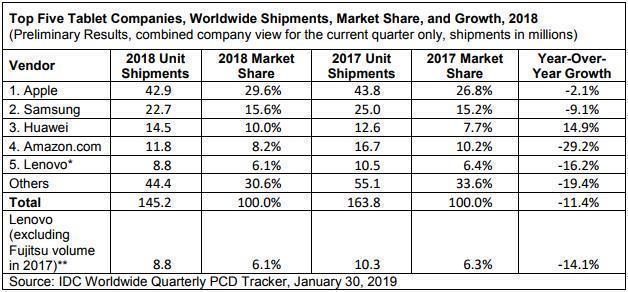 Top Five Tablet Companies, Worldwide Shipments, Market Share, and Growth, 2018
(Preliminary Results, combined company view for the current quarter only, shipments in millions)
Vendor 2018 Unit Shipments 2018 Market Share 2017 Unit Shipments 2017 Market Share Year-Over-Year Growth
1. Apple 42.9 29.6% 43.8 26.8% -2.1%
2. Samsung 22.7 15.6% 25.0 15.2% -9.1%
3. Huawei 14.5 10.0% 12.6 7.7% 14.9%
4. Amazon.com 11.8 8.2% 16.7 10.2% -29.2%
5. Lenovo* 8.8 6.1% 10.5 6.4% -16.2%
Others 44.4 30.6% 55.1 33.6% -19.4%
Total 145.2 100.0% 163.8 100.0% -11.4%
Lenovo
(excluding
Fujitsu volume
in 2017)** 8.8 6.1% 10.3 6.3% -14.1%
Source: IDC Worldwide Quarterly PCD Tracker, January 30, 2019